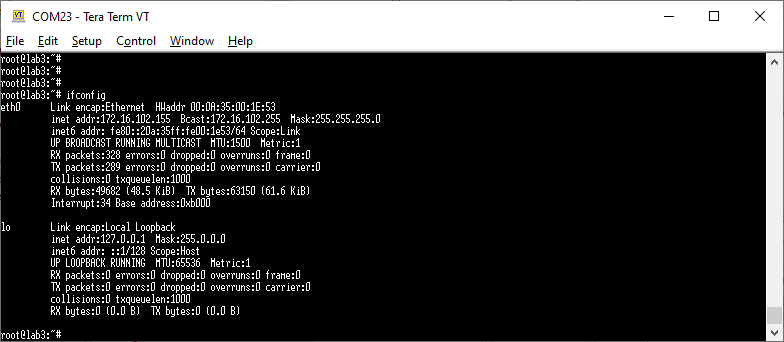 COM23 - Tera Term VT
File Edit Setup Control Window Help
root@lab3:~#
root@lab3:~#
root@lab3:~#
root@lab3:~# ifconfig
eth0      Link encap:Ethernet  HWaddr 00:0A:35:00:1E:53
          inet addr:172.16.102.155  Bcast:172.16.102.255  Mask:255.255.255.0
          inet6 addr: fe80::20a:35ff:fe00:1e53/64 Scope:Link
          UP BROADCAST RUNNING MULTICAST  MTU:1500  Metric:1
          RX packets:328 errors:0 dropped:0 overruns:0 frame:0
          TX packets:289 errors:0 dropped:0 overruns:0 carrier:0
          collisions:0 txqueuelen:1000
          RX bytes:49682 (48.5 KiB)  TX bytes:63150 (61.6 KiB)
          Interrupt:34 Base address:0xb000
lo        Link encap:Local Loopback
          inet addr:127.0.0.1  Mask:255.0.0.0
          inet6 addr: ::1/128 Scope:Host
          UP LOOPBACK RUNNING  MTU:65536  Metric:1
          RX packets:0 errors:0 dropped:0 overruns:0 frame:0
          TX packets:0 errors:0 dropped:0 overruns:0 carrier:0
          collisions:0 txqueuelen:1000
          RX bytes:0 (0.0 B)  TX bytes:0 (0.0 B)
root@lab3:~#